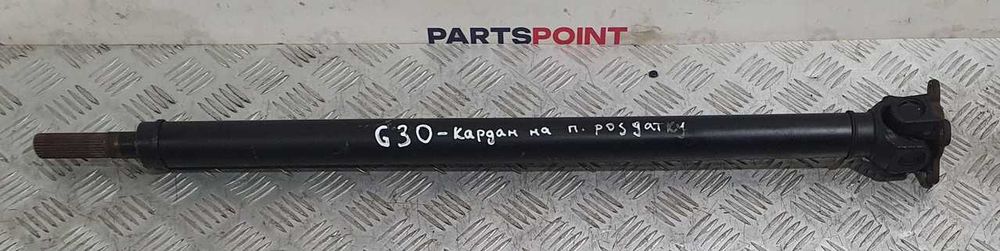 PARTSPOINT
G30 - Кардан на п. роздатку